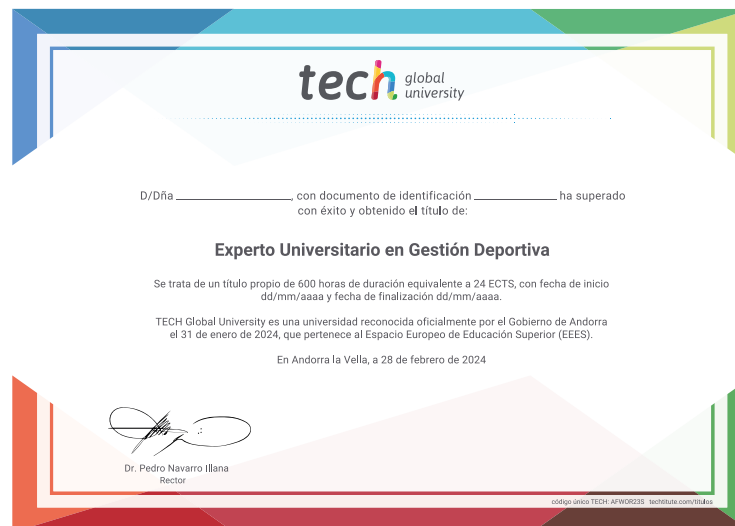 tech global university
D/Dña ____________________, con documento de identificación ______________ ha superado
con éxito y obtenido el título de:
Experto Universitario en Gestión Deportiva
Se trata de un título propio de 600 horas de duración equivalente a 24 ECTS, con fecha de inicio
dd/mm/aaaa y fecha de finalización dd/mm/aaaa.
TECH Global University es una universidad reconocida oficialmente por el Gobierno de Andorra
el 31 de enero de 2024, que pertenece al Espacio Europeo de Educación Superior (EEES).
En Andorra la Vella, a 28 de febrero de 2024
Dr. Pedro Navarro Illana
Rector
código único TECH: AFWOR23S techtitute.com/titulos